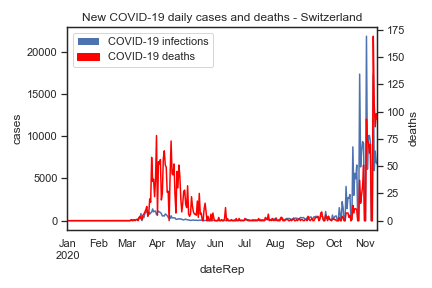 New COVID-19 daily cases and deaths - Switzerland
COVID-19 infections
COVID-19 deaths
20000
15000
10000
5000
0
cases
175
150
125
100
75
50
25
0
deaths
Jan Feb Mar Apr May Jun Jul Aug Sep Oct Nov
2020
dateRep